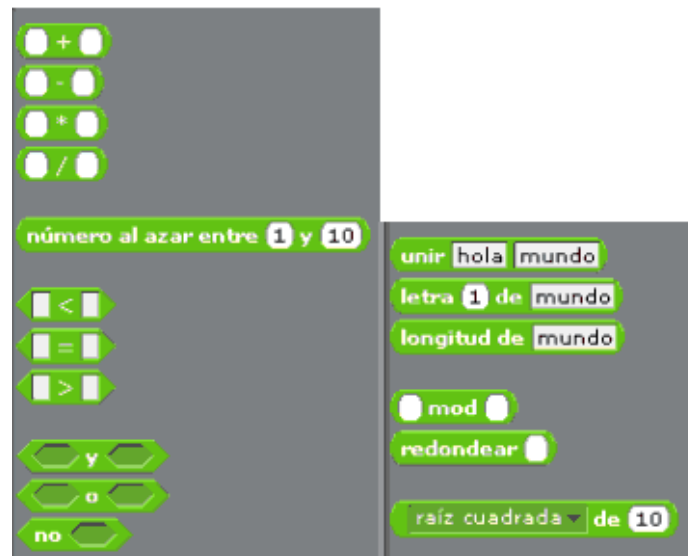 +
-
*
/
número al azar entre 1 y 10
<
=
>
y
o
no
unir hola mundo
letra 1 de mundo
longitud de mundo
mod
redondear
raíz cuadrada de 10